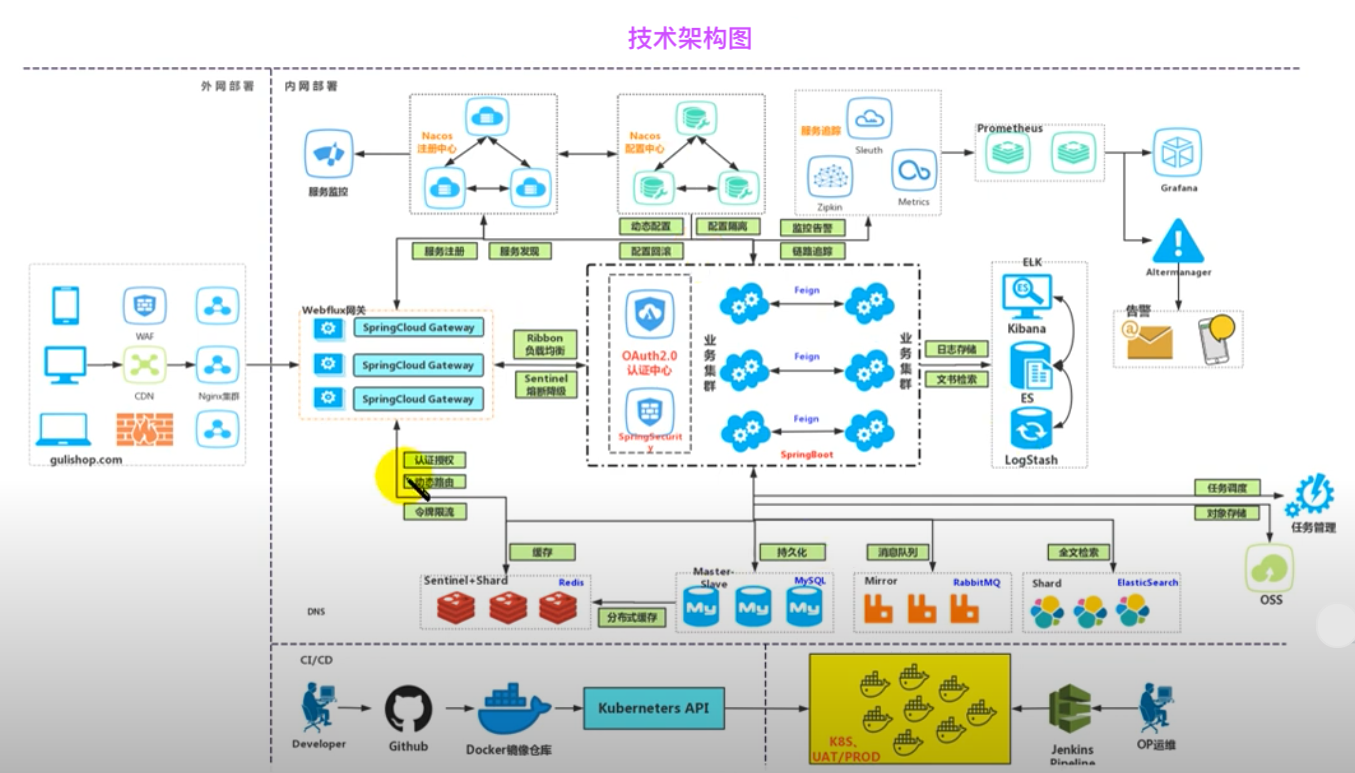 技术架构图
外网部署
内网部署
Nacos
注册中心
服务监控
Nacos
配置中心
服务追踪
Sleuth
Zipkin
Metrics
Prometheus
Grafana
Altermanager
告警
服务注册
服务发现
动态配置
配置隔离
配置回滚
监控告警
链路追踪
WAF
CDN
Nginx集群
gulishop.com
Webflux网关
SpringCloud Gateway
SpringCloud Gateway
SpringCloud Gateway
Ribbon
负载均衡
Sentinel
熔断降级
OAuth2.0
认证中心
SpringSecurit
y
业务集群
Feign
Feign
Feign
业务集群
SpringBoot
日志存储
文书检索
ELK
ES
Kibana
ES
LogStash
认证授权
动态路由
令牌限流
任务调度
对象存储
任务管理
OSS
缓存
持久化
消息队列
全文检索
Sentinel+Shard
Redis
分布式缓存
Master-
Slave
MySQL
My
My
My
Mirror
RabbitMQ
Shard
ElasticSearch
DNS
CI/CD
Developer
Github
Docker镜像仓库
Kuberneters API
K8S、
UAT/PROD
Jenkins
Pipeline
OP运维